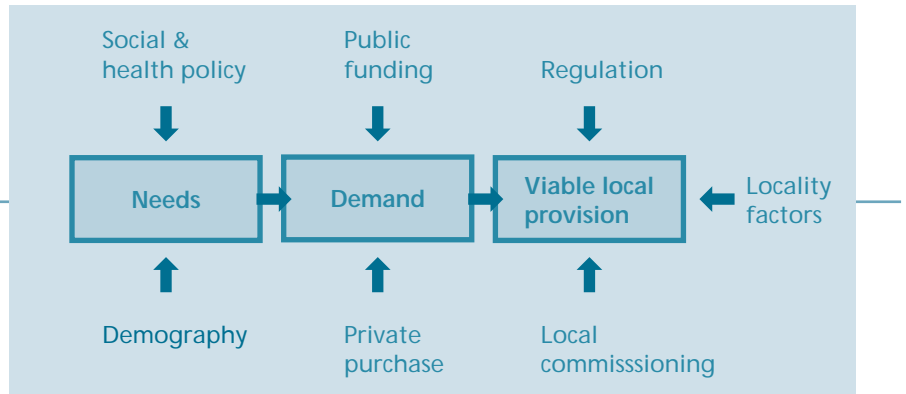 Social &
health policy
Public
funding
Regulation
Needs
Demand
Viable local
provision
Locality
factors
Demography
Private
purchase
Local
commisssioning